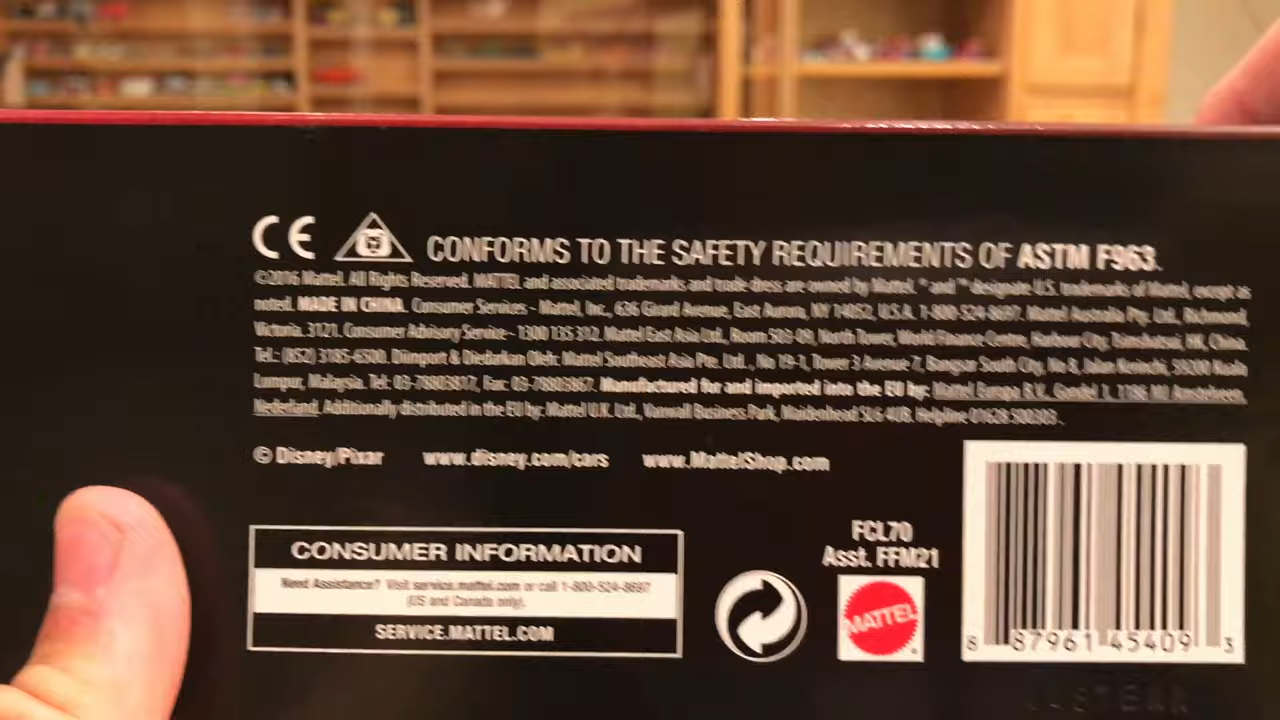 CE CONFORMS TO THE SAFETY REQUIREMENTS OF ASTM F963.
©2016 Mattel. All Rights Reserved. MATTEL and associated trademarks and trade dress are owned by Mattel. ® and ™ designate U.S. trademarks of Mattel, except as
noted. MADE IN CHINA. Consumer Services - Mattel, Inc., 636 Girard Avenue, East Aurora, NY 14052, U.S.A. 1-800-524-8697. Mattel Australia Pty. Ltd., Richmond,
Victoria. 3121. Consumer Advisory Service - 1300 135 312. Mattel East Asia Ltd., Room 503-09, North Tower, World Finance Centre, Harbour City, Tsimshatsui, HK, China.
Tel.: (852) 3185-6500. Diimport & Diedarkan Oleh: Mattel Southeast Asia Pte. Ltd., No 19-1, Tower 3 Avenue 7, Bangsar South City, No 8, Jalan Kerinchi, 59200 Kuala
Lumpur, Malaysia. Tel: 03-78803817, Fax: 03-78803867. Manufactured for and imported into the EU by: Mattel Europa B.V., Gondel 1, 1186 MJ Amstelveen,
Nederland. Additionally distributed in the EU by: Mattel U.K. Ltd., Vanwall Business Park, Maidenhead SL6 4UB. Helpline 01628 500303.
© Disney/Pixar www.disney.com/cars www.MattelShop.com
CONSUMER INFORMATION
Need Assistance? Visit service.mattel.com or call 1-800-524-8697
(US and Canada only).
SERVICE.MATTEL.COM
FCL70
Asst. FFM21
MATTEL
8 87961 45409 3